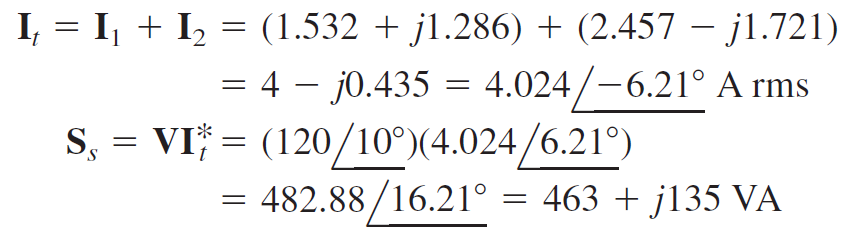 I_t = I_1 + I_2 = (1.532 + j1.286) + (2.457 − j1.721)
= 4 − j0.435 = 4.024∠−6.21° A rms
S_s = VI_t^* = (120∠10°)(4.024∠6.21°)
= 482.88∠16.21° = 463 + j135 VA